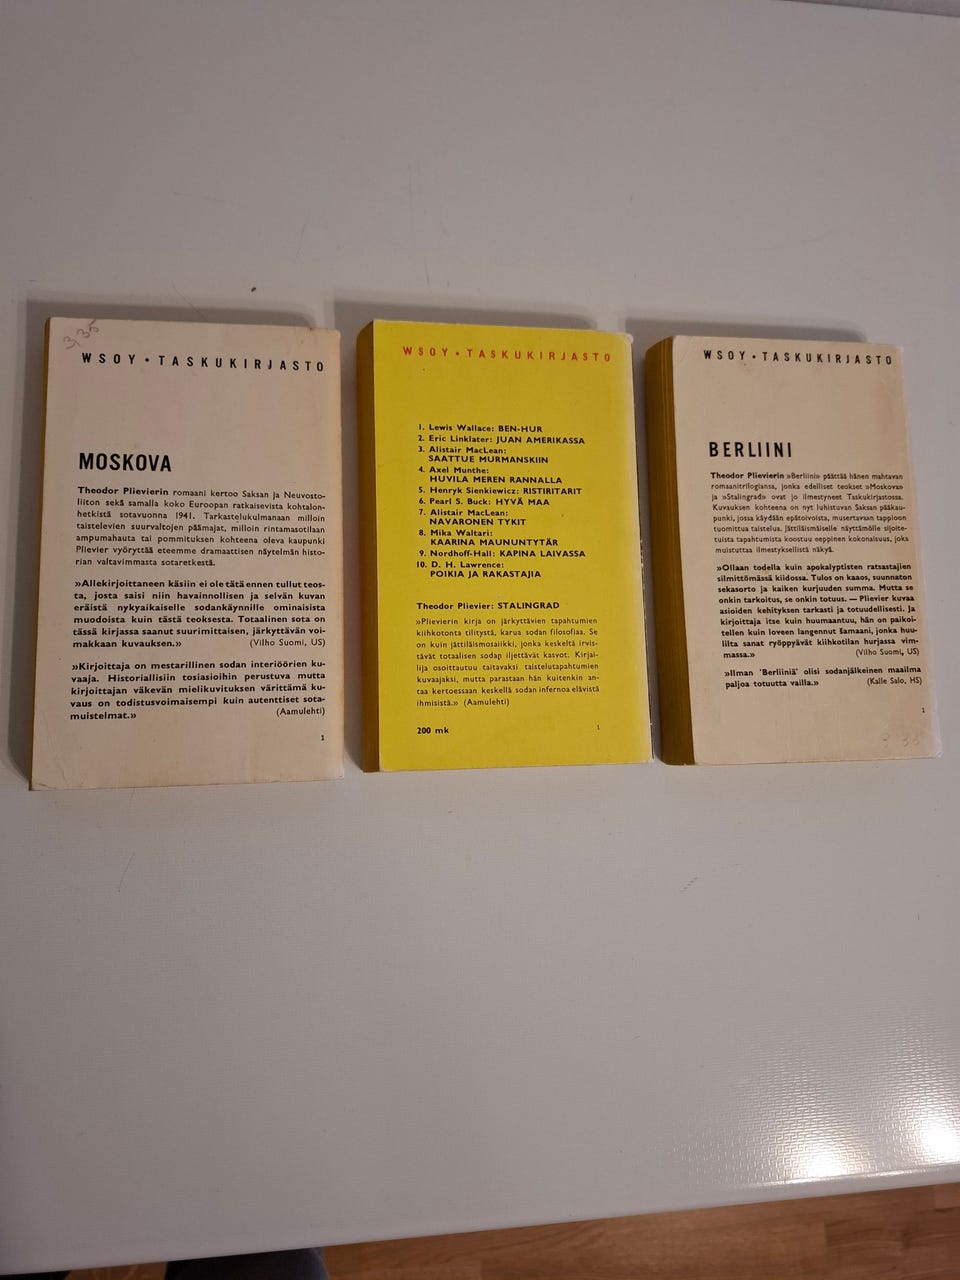 3,35
WSOY • TASKUKIRJASTO
MOSKOVA
Theodor Plievierin romaani kertoo Saksan ja Neuvosto-
liiton sekä samalla koko Euroopan ratkaisevista kohtalon-
hetkistä sotavuonna 1941. Tarkastelukulmanaan milloin
taistelevien suurvaltojen päämajat, milloin rintamasotilaan
ampumahauta tai pommituksen kohteena oleva kaupunki
Plievier vyöryttää eteemme dramaattisen näytelmän histo-
rian valtavimmasta sotaretkestä.
»Allekirjoittaneen käsiin ei ole tätä ennen tullut teos-
ta, josta saisi niin havainnollisen ja selvän kuvan
eräistä nykyaikaiselle sodankäynnille ominaisista
muodoista kuin tästä teoksesta. Totaalinen sota on
tässä kirjassa saanut suurimittaisen, järkyttävän voi-
makkaan kuvauksen.» (Vilho Suomi, US)
»Kirjoittaja on mestarillinen sodan interiöörien ku-
vaaja. Historiallisiin tosiasioihin perustuva mutta
kirjoittajan väkevän mielikuvituksen värittämä ku-
vaus on todistusvoimaisempi kuin autenttiset sota-
muistelmat.» (Aamulehti)
1
WSOY • TASKUKIRJASTO
1. Lewis Wallace: BEN-HUR
2. Eric Linklater: JUAN AMERIKASSA
3. Alistair MacLean:
SAATTUE MURMANSKIIN
4. Axel Munthe:
HUVILA MEREN RANNALLA
5. Henryk Sienkiewicz: RISTIRITARIT
6. Pearl S. Buck: HYVÄ MAA
7. Alistair MacLean:
NAVARONEN TYKIT
8. Mika Waltari:
KAARINA MAUNUNTYTÄR
9. Nordhoff-Hall: KAPINA LAIVASSA
10. D. H. Lawrence:
POIKIA JA RAKASTAJIA
Theodor Plievier: STALINGRAD
»Plievierin kirja on järkyttävien tapahtumien
kiihkotonta tilitystä, karua sodan filosofiaa. Se
on kuin jättiläismosaiikki, jonka keskeltä irvis-
tävät totaalisen sodan iljettävät kasvot. Kirjai-
lija osoittautuu taitavaksi taistelutapahtumien
kuvaajaksi, mutta parastaan hän kuitenkin an-
taa kertoessaan keskellä sodan infernoa elävistä
ihmisistä.» (Aamulehti)
200 mk
1
WSOY • TASKUKIRJASTO
BERLIINI
Theodor Plievierin »Berliini» päättää hänen mahtavan
romaanitrilogiansa, jonka edelliset teokset »Moskova»
ja »Stalingrad» ovat jo ilmestyneet Taskukirjastossa.
Kuvauksen kohteena on nyt luhistuvan Saksan pääkau-
punki, jossa käydään epätoivoista, musertavaan tappioon
tuomittua taistelua. Jättiläismäiselle näyttämölle sijoite-
tuista tapahtumista koostuu eeppinen kokonaisuus, joka
muistuttaa ilmestyksellistä näkyä.
»Ollaan todella kuin apokalyptisten ratsastajien
silmittömässä kiidossa. Tulos on kaaos, suunnaton
sekasorto ja kaiken kurjuuden summa. Mutta se
onkin tarkoitus, se onkin totuus. — Plievier kuvaa
asioiden kehityksen tarkasti ja totuudellisesti. Ja
kirjoittaja itse kuin huumaantuu, hän on paikoi-
tellen kuin loveen langennut šamaani, jonka huu-
lilta sanat ryöppyävät kiihkotilan hurjassa vim-
massa.» (Vilho Suomi, US)
»Ilman 'Berliiniä' olisi sodanjälkeinen maailma
paljoa totuutta vailla.» (Kalle Salo, HS)
1